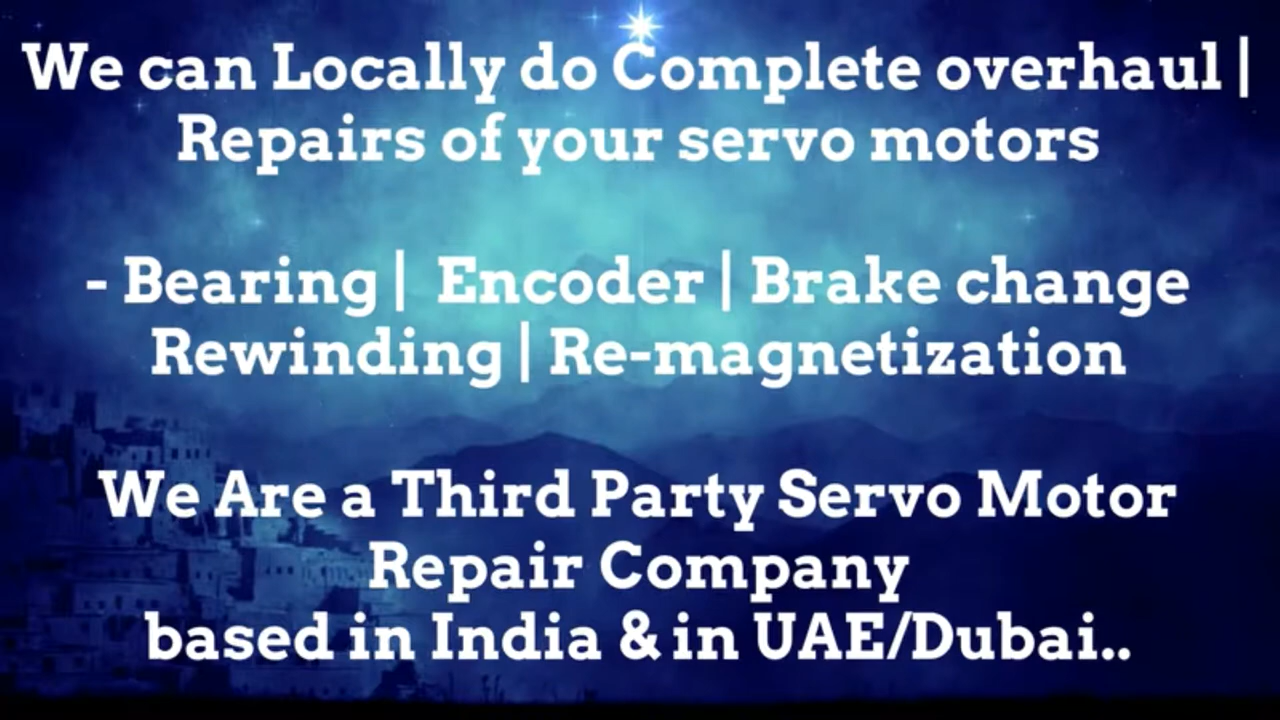 We can Locally do Complete overhaul |
Repairs of your servo motors
- Bearing | Encoder | Brake change
Rewinding | Re-magnetization
We Are a Third Party Servo Motor
Repair Company
based in India & in UAE/Dubai..